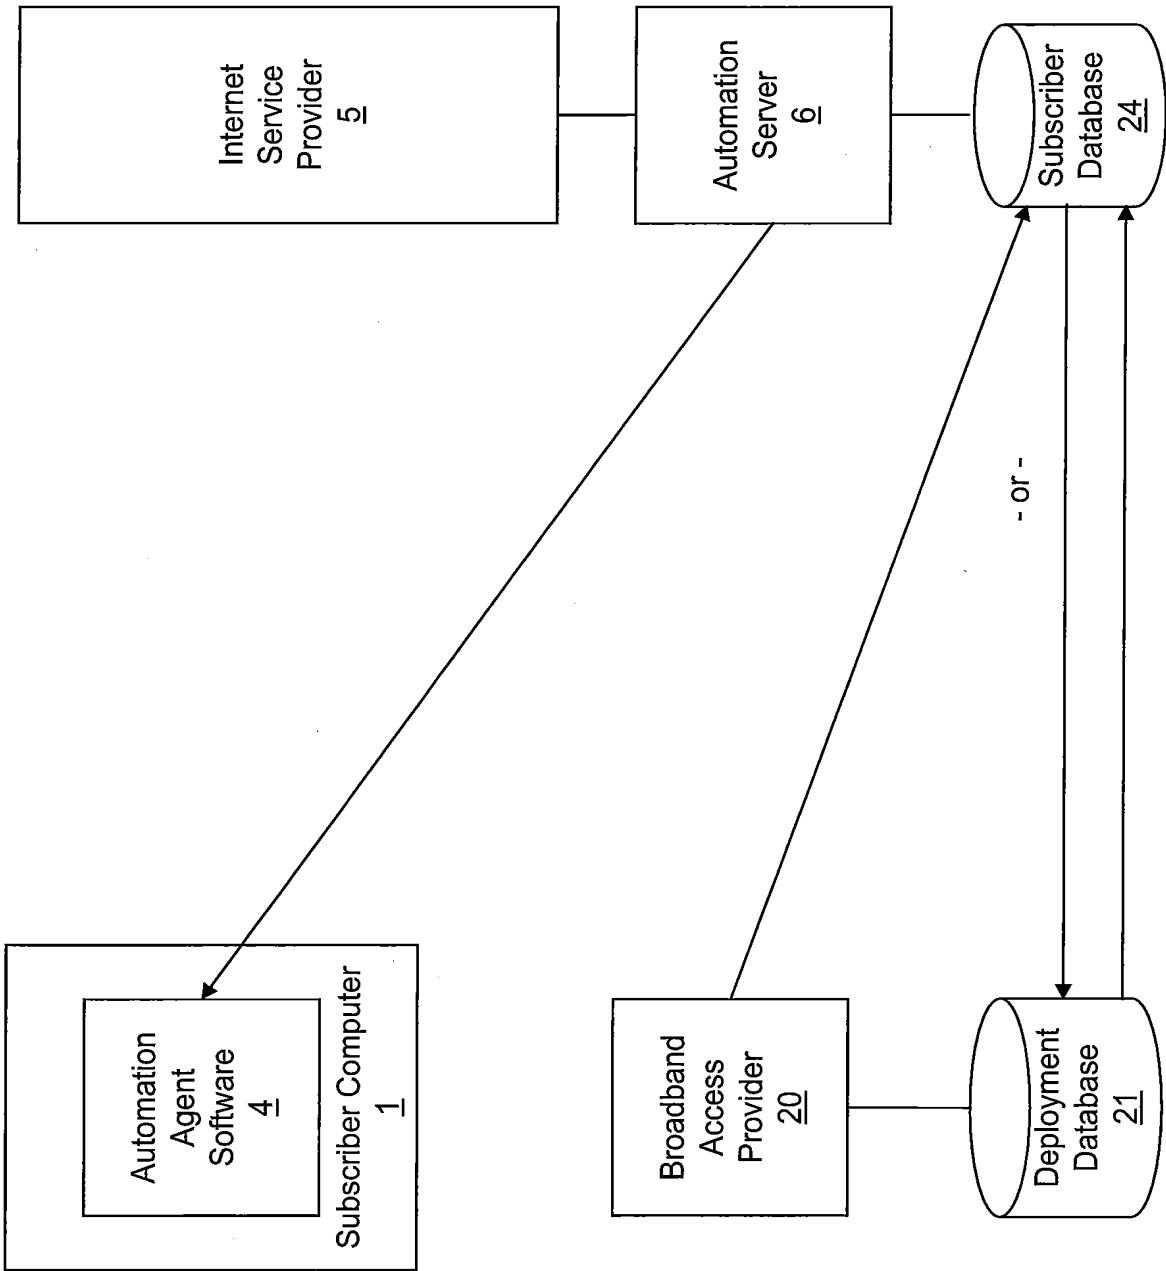 Automation
Agent
Software
4
Subscriber Computer
1
Broadband
Access
Provider
20
Deployment
Database
21
- or -
Internet
Service
Provider
5
Automation
Server
6
Subscriber
Database
24